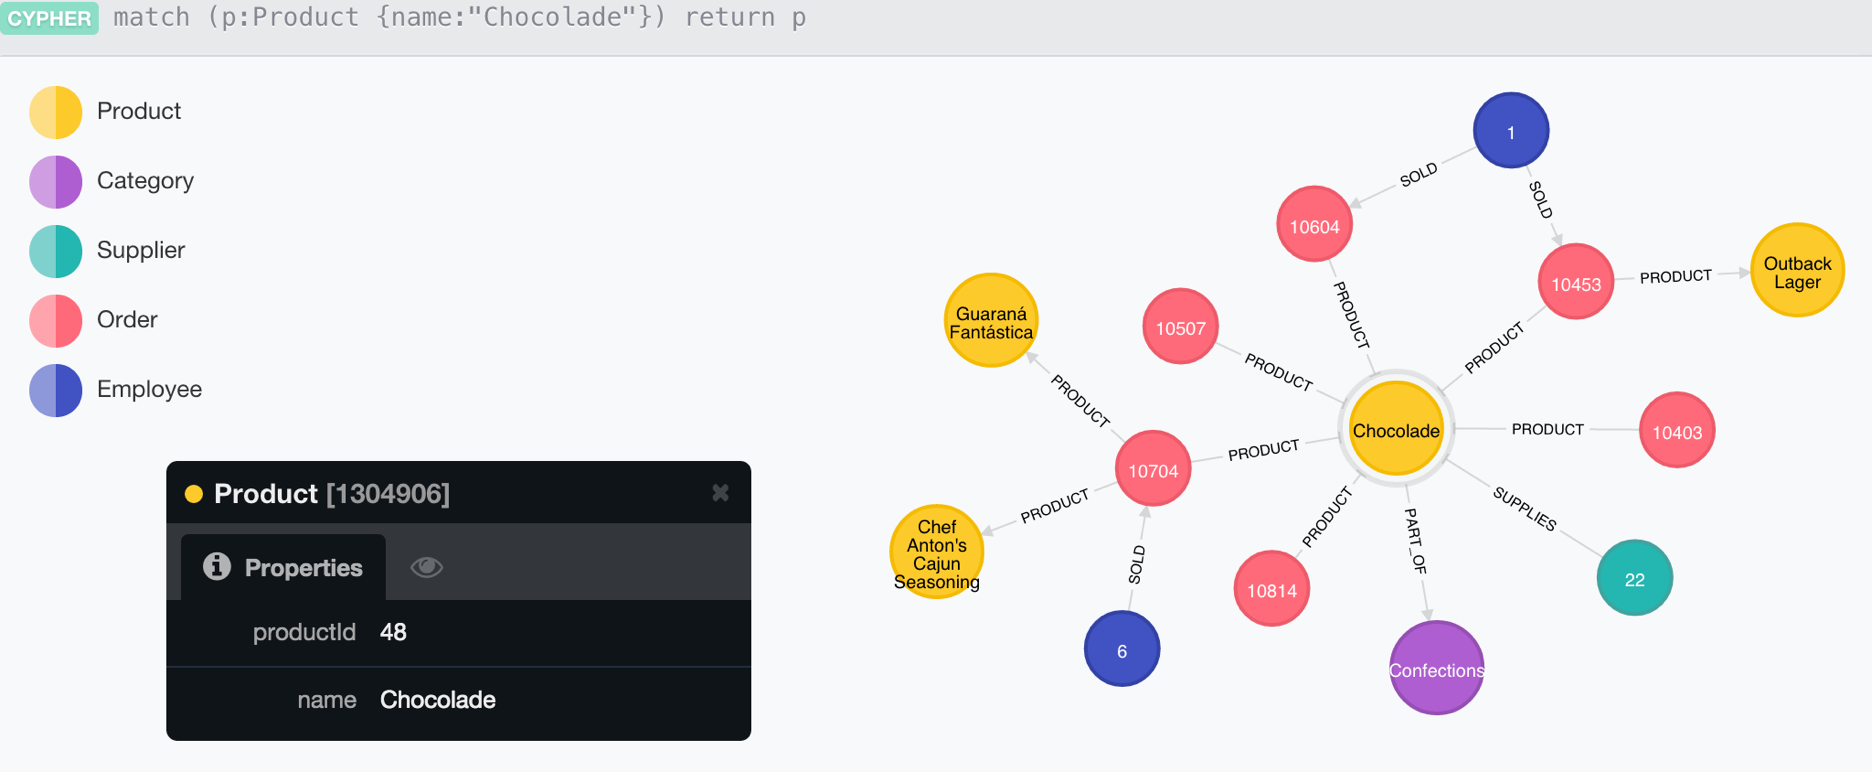 CYPHER match (p:Product {name:"Chocolade"}) return p
Product
Category
Supplier
Order
Employee
Product [1304906]
Properties
productId 48
name Chocolade
1
SOLD
SOLD
10604
10453
PRODUCT
Outback
Lager
PRODUCT
PRODUCT
Guaraná
Fantástica
10507
PRODUCT
PRODUCT
Chocolade
PRODUCT
10403
10704
PRODUCT
PRODUCT
Chef
Anton's
Cajun
Seasoning
SOLD
6
PRODUCT
10814
PART_OF
Confections
SUPPLIES
22